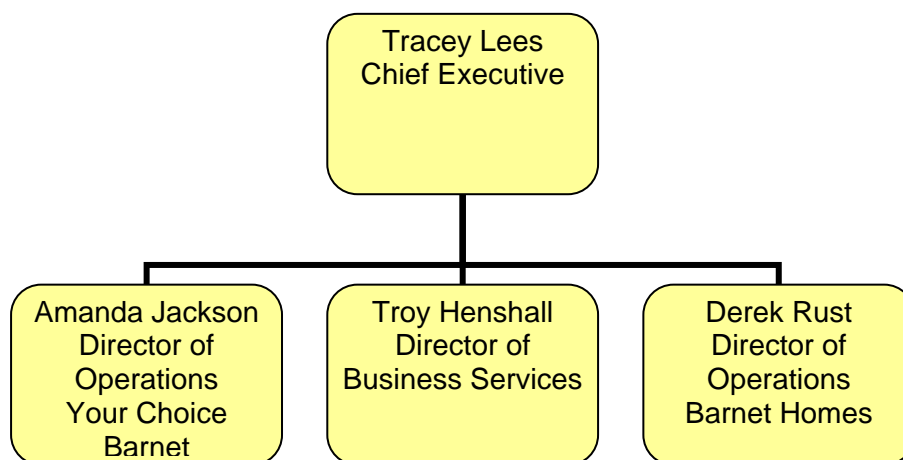 Tracey Lees
Chief Executive
Amanda Jackson
Director of
Operations
Your Choice
Barnet
Troy Henshall
Director of
Business Services
Derek Rust
Director of
Operations
Barnet Homes